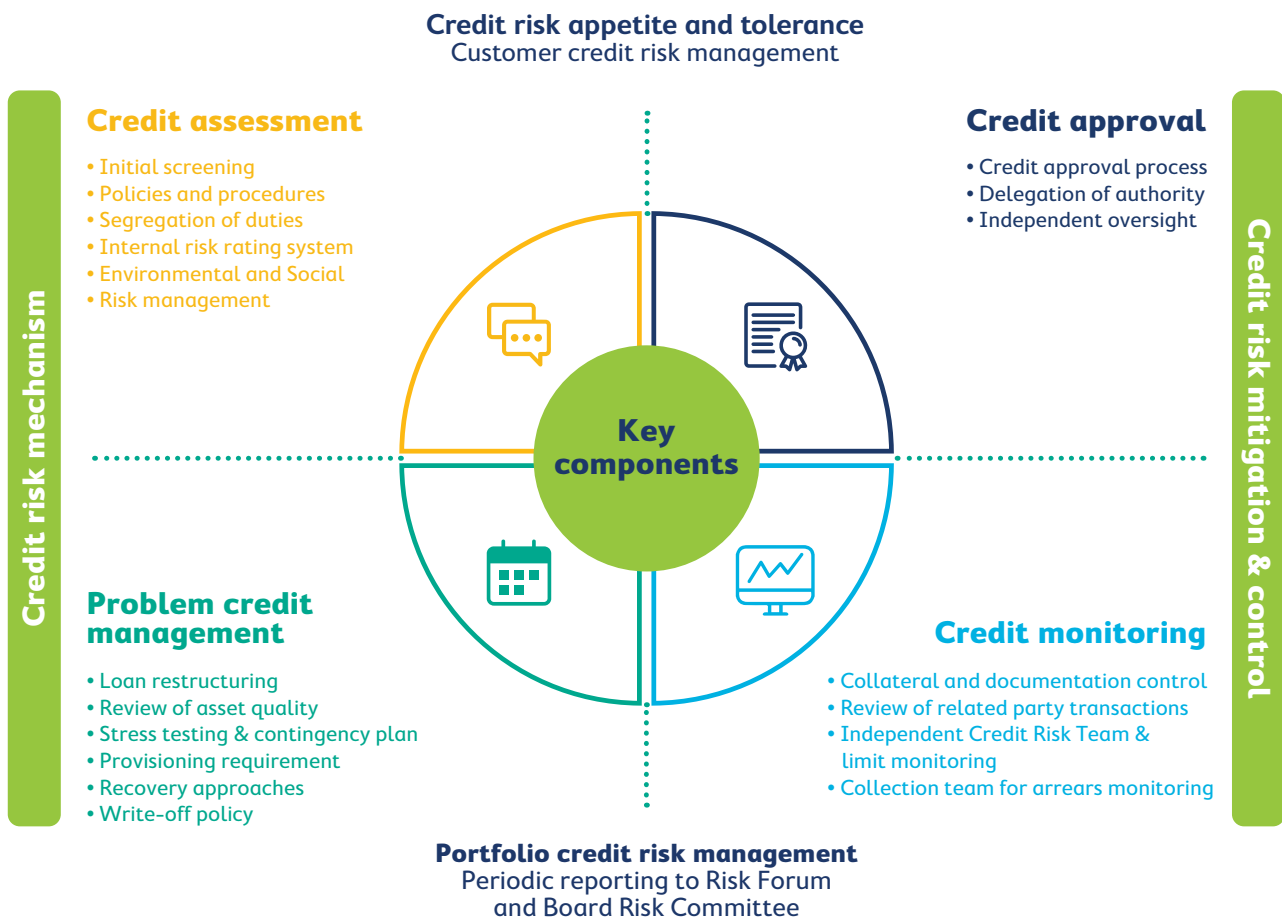 Credit risk appetite and tolerance
Customer credit risk management
Credit risk mechanism
Credit assessment
• Initial screening
• Policies and procedures
• Segregation of duties
• Internal risk rating system
• Environmental and Social
• Risk management
Credit approval
• Credit approval process
• Delegation of authority
• Independent oversight
Credit risk mitigation & control
Key
components
Problem credit
management
• Loan restructuring
• Review of asset quality
• Stress testing & contingency plan
• Provisioning requirement
• Recovery approaches
• Write-off policy
Credit monitoring
• Collateral and documentation control
• Review of related party transactions
• Independent Credit Risk Team &
limit monitoring
• Collection team for arrears monitoring
Portfolio credit risk management
Periodic reporting to Risk Forum
and Board Risk Committee